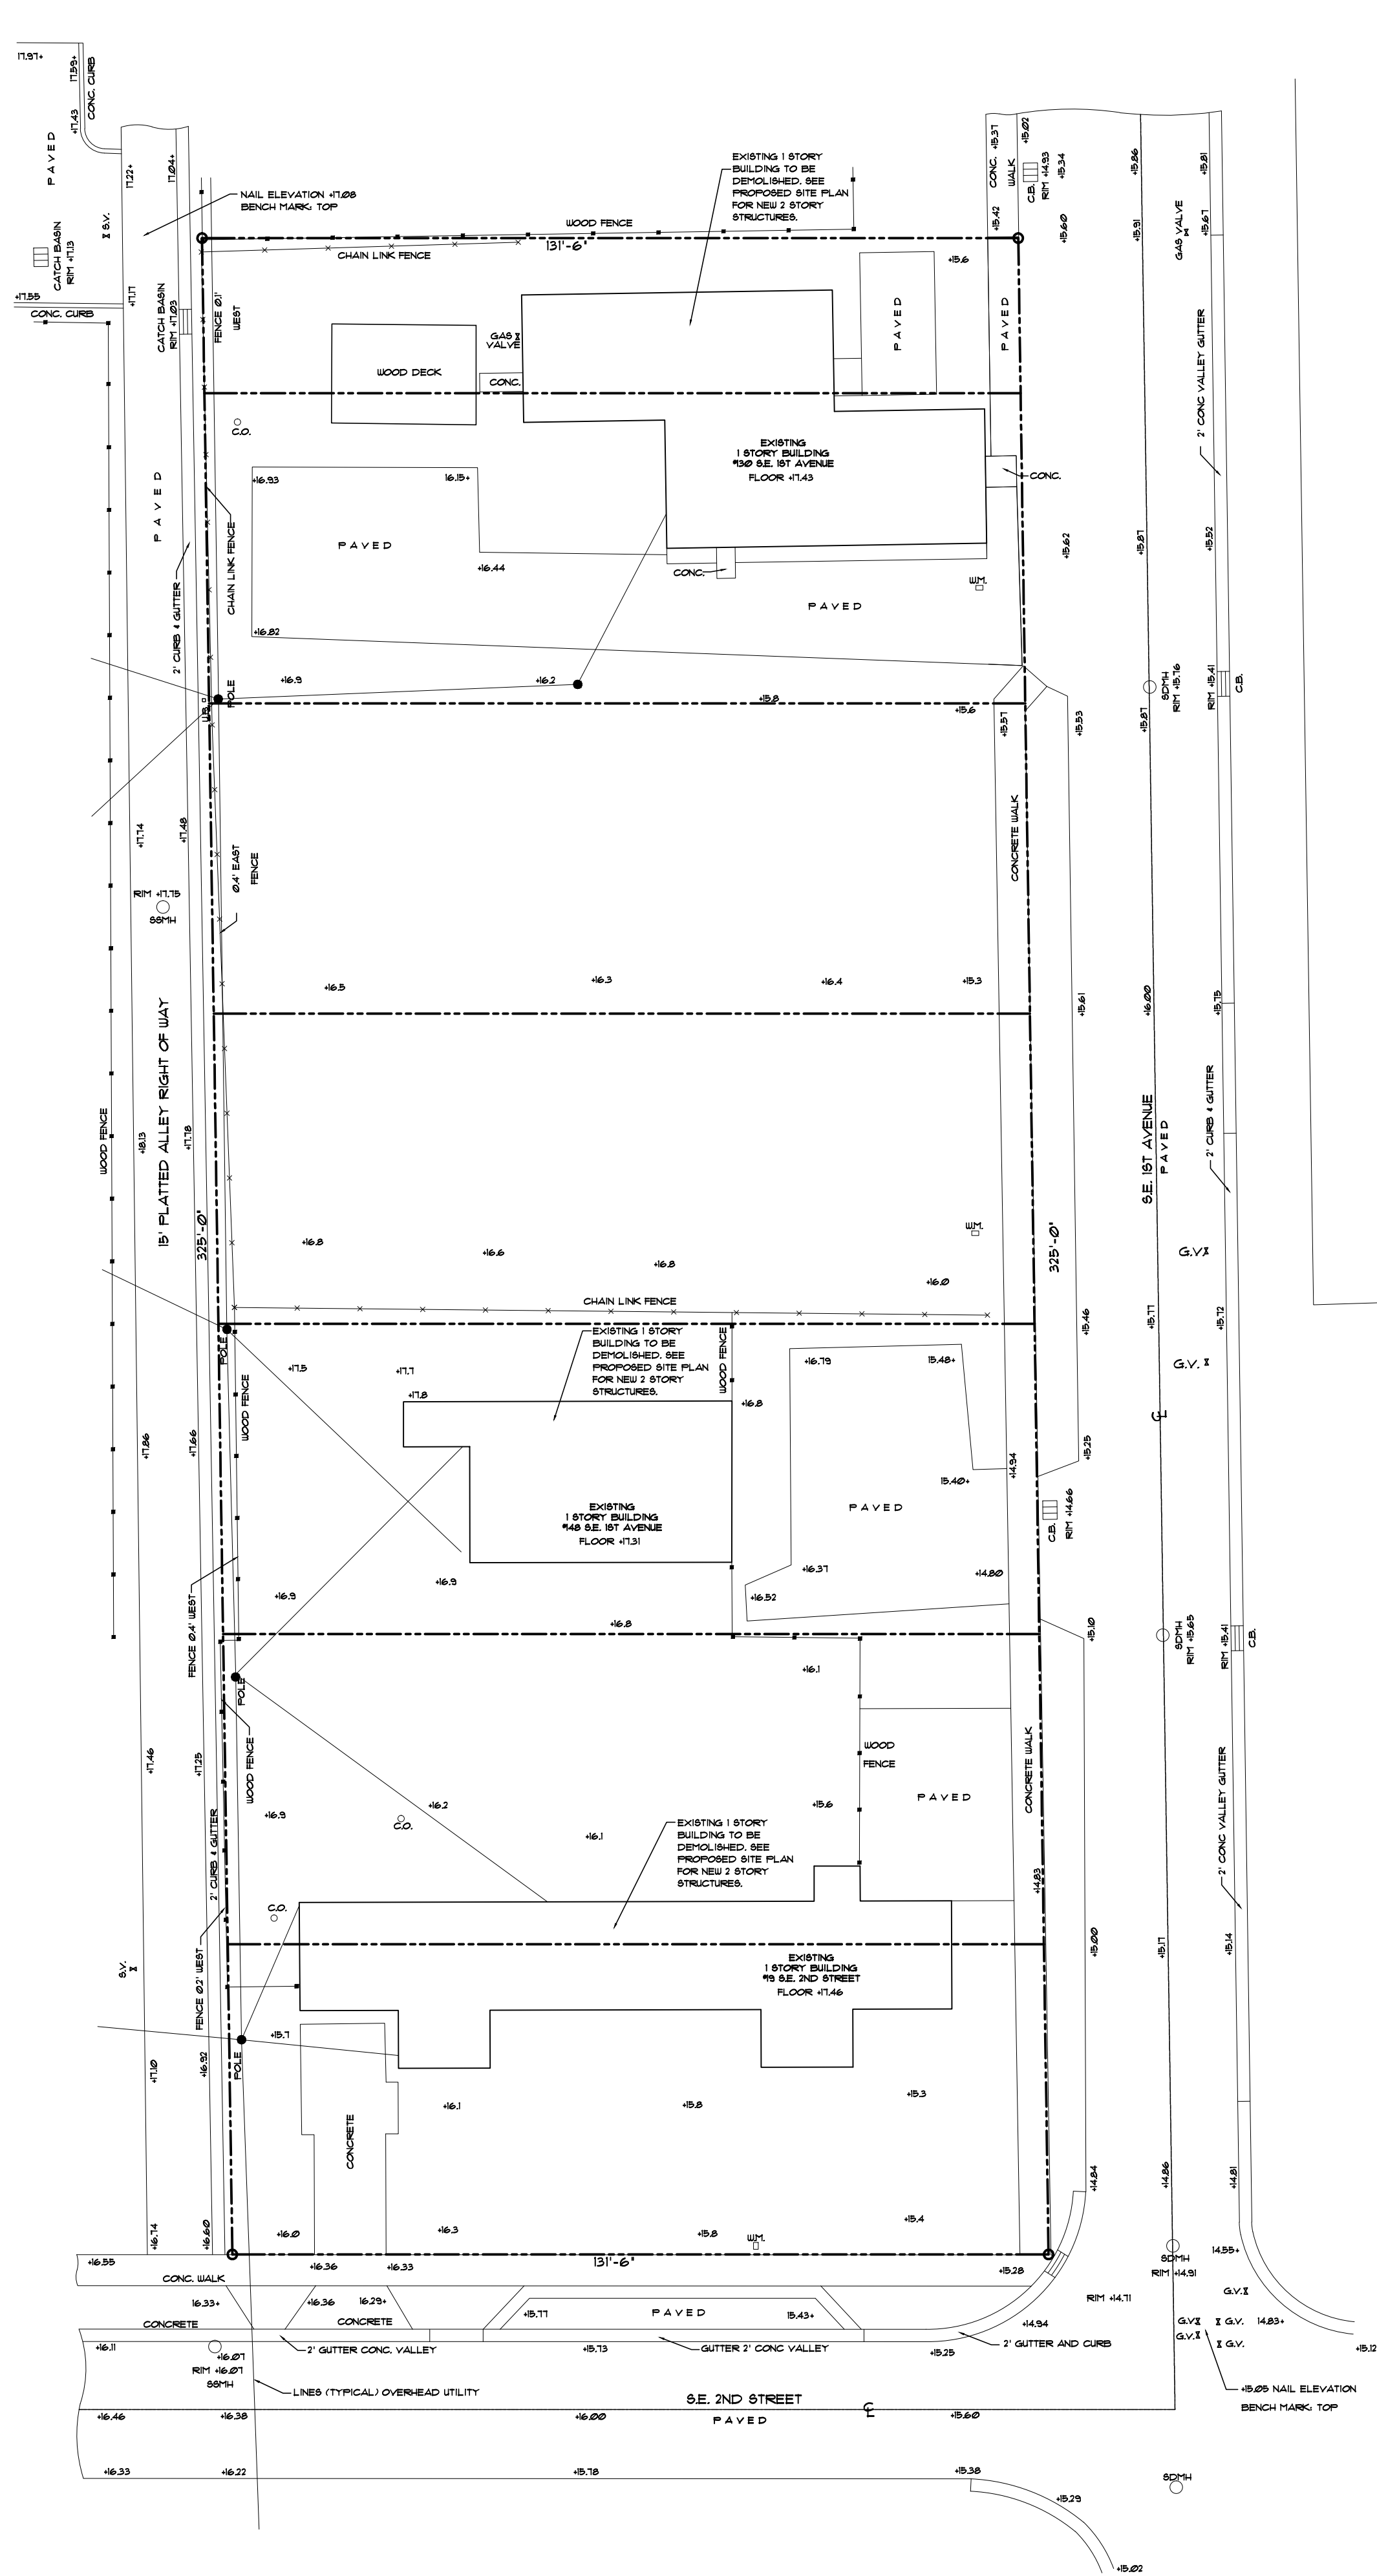 17.97+
17.59+
CONC. CURB
+17.43
PAVED
17.22+
17.04+
S.V.
CATCH BASIN
RIM +17.13
+17.55
CONC. CURB
+17.17
NAIL ELEVATION +17.08
BENCH MARK: TOP
EXISTING 1 STORY
BUILDING TO BE
DEMOLISHED. SEE
PROPOSED SITE PLAN
FOR NEW 2 STORY
STRUCTURES.
WOOD FENCE
131'-6"
CHAIN LINK FENCE
CONC.
WALK
+15.37
+15.02
C.B.
RIM +14.93
+15.34
+15.42
+15.60
+15.86
+15.91
GAS VALVE
+15.81
+15.67
+15.6
PAVED
PAVED
CATCH BASIN
RIM +17.03
FENCE 0.1'
WEST
GAS
VALVE
WOOD DECK
CONC.
C.O.
EXISTING
1 STORY BUILDING
#130 S.E. 1ST AVENUE
FLOOR +17.43
CONC.
2' CONC VALLEY GUTTER
PAVED
+16.93
16.15+
PAVED
+16.44
CONC.
W.M.
PAVED
+15.62
+15.87
+15.52
CHAIN LINK FENCE
2' CURB & GUTTER
+16.82
+16.9
+16.2
+15.8
+15.6
POLE
W.B.
+15.57
+15.53
SDMH
RIM +15.76
+15.87
RIM +15.41
C.B.
+17.74
+17.48
0.4' EAST
FENCE
CONCRETE WALK
RIM +17.75
SSMH
+16.5
+16.3
+16.4
+15.3
+15.61
+16.00
+15.75
15' PLATTED ALLEY RIGHT OF WAY
WOOD FENCE
+18.13
+17.78
325'-0"
S.E. 1ST AVENUE
PAVED
2' CURB & GUTTER
W.M.
325'-0"
G.V.
+16.8
+16.6
+16.8
+16.0
CHAIN LINK FENCE
+15.46
+15.77
+15.72
POLE
+17.5
+17.7
+17.8
EXISTING 1 STORY
BUILDING TO BE
DEMOLISHED. SEE
PROPOSED SITE PLAN
FOR NEW 2 STORY
STRUCTURES.
WOOD FENCE
+16.8
+16.79
15.48+
G.V.
WOOD FENCE
+17.86
+17.66
+14.94
+15.25
15.40+
EXISTING
1 STORY BUILDING
#148 S.E. 1ST AVENUE
FLOOR +17.31
PAVED
C.B.
RIM +14.66
+16.37
+14.80
+16.52
+16.9
+16.9
FENCE 0.4' WEST
+16.8
+15.10
SDMH
RIM +15.65
RIM +15.41
C.B.
POLE
+16.1
WOOD
FENCE
WOOD FENCE
+17.46
+17.25
CONCRETE WALK
PAVED
+16.9
+16.2
C.O.
+16.1
+15.6
2' CURB & GUTTER
EXISTING 1 STORY
BUILDING TO BE
DEMOLISHED. SEE
PROPOSED SITE PLAN
FOR NEW 2 STORY
STRUCTURES.
2' CONC VALLEY GUTTER
+14.83
C.O.
S.V.
FENCE 0.2' WEST
EXISTING
1 STORY BUILDING
#19 S.E. 2ND STREET
FLOOR +17.46
+15.00
+15.17
+15.14
+15.7
POLE
+17.10
+16.92
+16.1
+15.8
+15.3
CONCRETE
+14.84
+14.86
+14.81
+16.74
+16.60
+16.0
+16.3
+15.8
+15.4
W.M.
131'-6"
+16.55
CONC. WALK
+16.36
+16.33
+15.28
SDMH
RIM +14.91
14.55+
16.33+
+16.36
16.29+
CONCRETE
CONCRETE
+15.77
PAVED
15.43+
RIM +14.71
G.V.
G.V.
G.V.
14.83+
G.V.
G.V.
+14.94
+15.12
+16.11
+16.07
RIM +16.07
SSMH
2' GUTTER CONC. VALLEY
+15.73
GUTTER 2' CONC VALLEY
+15.25
2' GUTTER AND CURB
LINES (TYPICAL) OVERHEAD UTILITY
S.E. 2ND STREET
PAVED
+15.05 NAIL ELEVATION
BENCH MARK: TOP
+16.46
+16.38
+16.00
+15.60
+16.33
+16.22
+15.78
+15.38
SDMH
+15.29
+15.02